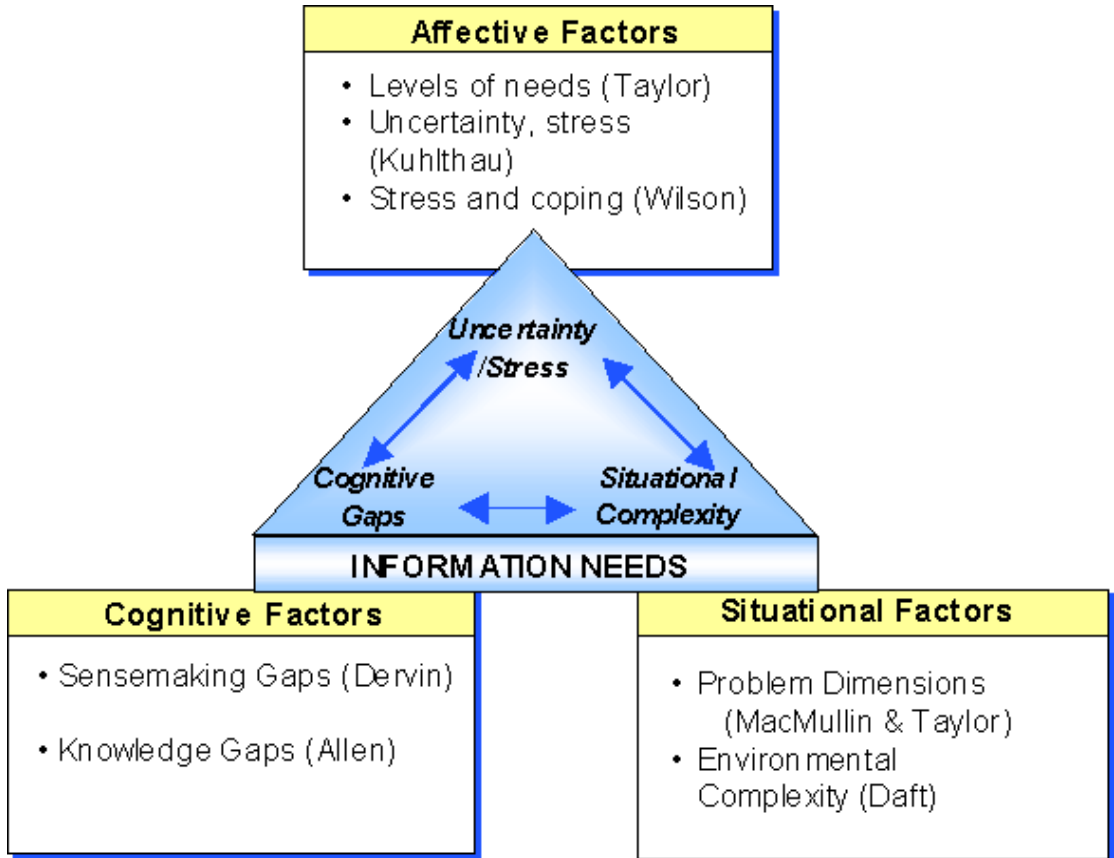 Affective Factors
• Levels of needs (Taylor)
• Uncertainty, stress
(Kuhlthau)
• Stress and coping (Wilson)
Uncertainty
/Stress
Cognitive
Gaps
Situational
Complexity
INFORMATION NEEDS
Cognitive Factors
• Sensemaking Gaps (Dervin)
• Knowledge Gaps (Allen)
Situational Factors
• Problem Dimensions
(MacMullin & Taylor)
• Environmental
Complexity (Daft)